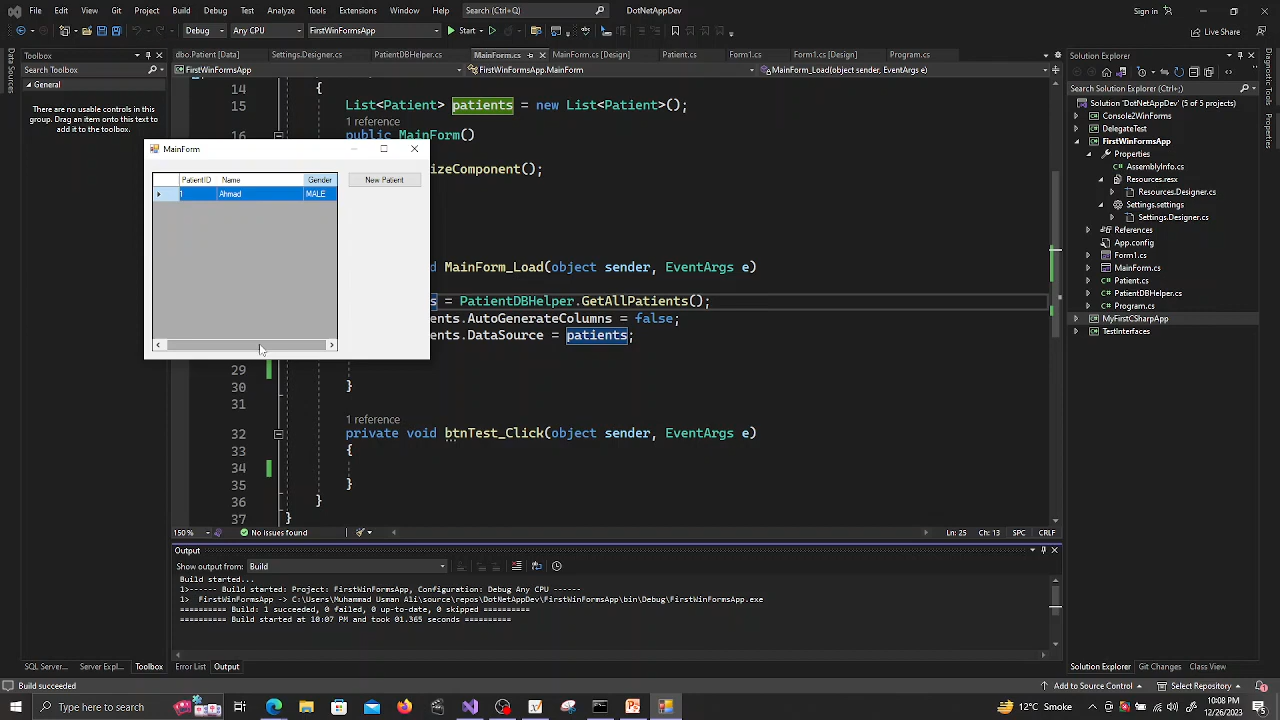 File Edit View Git Project Build Debug Test Analyze Tools Extensions Window Help Search (Ctrl+Q) DotNetAppDev Sign in
Debug Any CPU FirstWinFormsApp Start Live Share
Data Sources
Toolbox
Search Toolbox
General
There are no usable controls in this group. Drag an item onto this text to add it to the toolbox.
dbo.Patient [Data] Settings.Designer.cs PatientDBHelper.cs MainForm.cs MainForm.cs [Design] Patient.cs Form1.cs Form1.cs [Design] Program.cs
FirstWinFormsApp FirstWinFormsApp.MainForm MainForm_Load(object sender, EventArgs e)
14 {
15 List<Patient> patients = new List<Patient>();
1 reference
16 public MainForm()
izeComponent();
d MainForm_Load(object sender, EventArgs e)
s = PatientDBHelper.GetAllPatients();
ents.AutoGenerateColumns = false;
ents.DataSource = patients;
29
30 }
31
1 reference
32 private void btnTest_Click(object sender, EventArgs e)
33 {
34
35 }
36 }
37 }
MainForm
PatientID Name Gender
1 Ahmad MALE
New Patient
150 % No issues found Ln: 25 Ch: 13 SPC CRLF
Output
Show output from: Build
Build started...
1>------ Build started: Project: FirstWinFormsApp, Configuration: Debug Any CPU ------
1> FirstWinFormsApp -> C:\Users\Muhammad Usman Ali\source\repos\DotNetAppDev\FirstWinFormsApp\bin\Debug\FirstWinFormsApp.exe
========== Build: 1 succeeded, 0 failed, 0 up-to-date, 0 skipped ==========
========== Build started at 10:07 PM and took 01.365 seconds ==========
Solution Explorer
Search Solution Explorer (Ctrl+;)
Solution 'DotNetAppDev' (5 of 5 projects)
Console2WinForms
DelegateTest
FirstWinFormsApp
Properties
AssemblyInfo.cs
Resources.resx
Resources.Designer.cs
Settings.settings
Settings.Designer.cs
References
App.config
Form1.cs
MainForm.cs
Patient.cs
PatientDBHelper.cs
Program.cs
MyFirstCSharpApp
TestInterfaces
Diagnostic Tools
Properties
SQL Server... Server Expl... Toolbox Error List Output Solution Explorer Git Changes Class View
Build succeeded Add to Source Control Select Repository
Type here to search 12°C Smoke 10:08 PM
12/26/2023